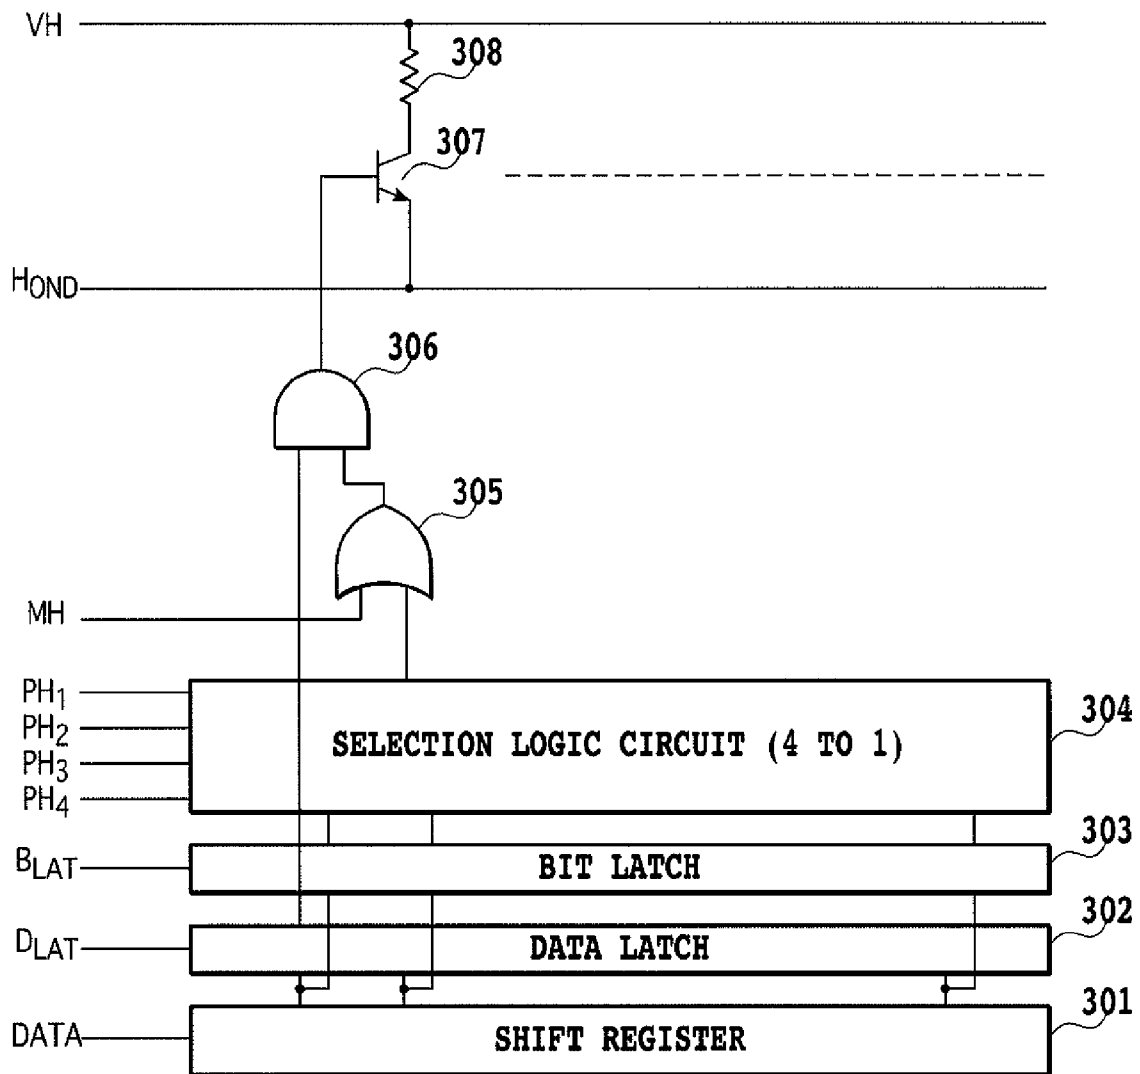 VH
308
307
HOND
306
305
MH
PH1
PH2
PH3
PH4
SELECTION LOGIC CIRCUIT (4 TO 1)
304
BLAT
BIT LATCH
303
DLAT
DATA LATCH
302
DATA
SHIFT REGISTER
301